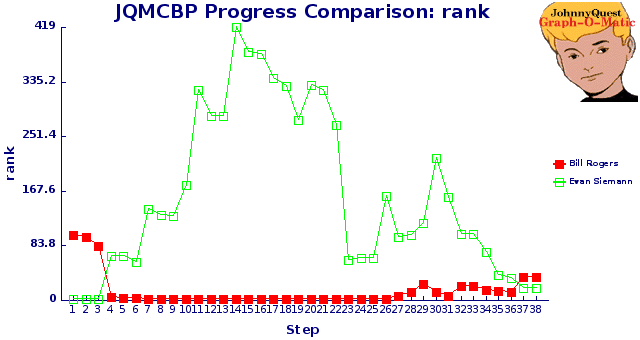 JQMCBP Progress Comparison: rank
JohnnyQuest
Graph-O-Matic
419
335.2
251.4
167.6
83.8
0
rank
1 2 3 4 5 6 7 8 9 10 11 12 13 14 15 16 17 18 19 20 21 22 23 24 25 26 27 28 29 30 31 32 33 34 35 36 37 38
Step
Bill Rogers
Evan Siemann